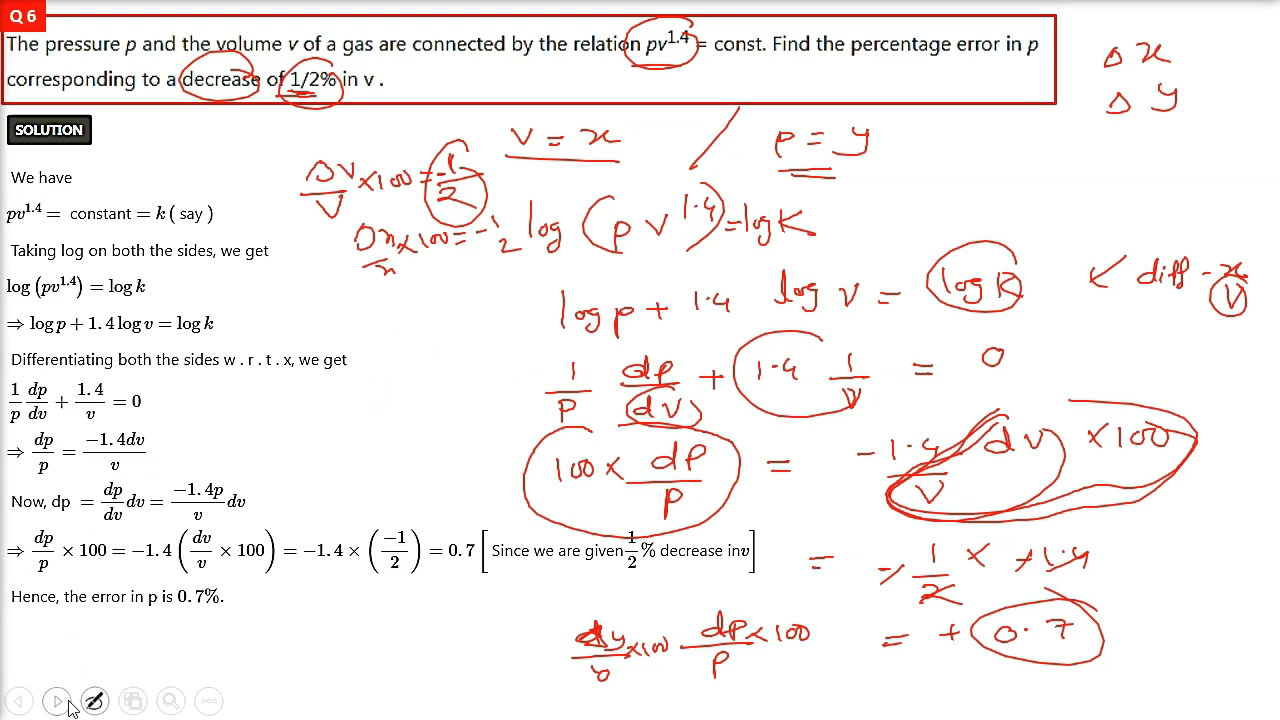 Q 6
The pressure p and the volume v of a gas are connected by the relation pv^1.4 = const. Find the percentage error in p
corresponding to a decrease of 1/2% in v .
Δ x
Δ y
SOLUTION
v = x
p = y
Δv/v ×100 = -1/2
Δx/x ×100 = -1/2
log (p v^1.4) = log K
We have
pv^1.4 = constant = k ( say )
Taking log on both the sides, we get
log (pv^1.4) = log k
⇒ log p + 1.4 log v = log k
log p + 1.4 log v = log K
diff - x
v
Differentiating both the sides w . r . t . x, we get
1/p dp/dv + 1.4/v = 0
1/p dp/dv + 1.4 1/v = 0
⇒ dp/p = -1.4dv/v
100 × dp/p = -1.4/v dv ×100
Now, dp = dp/dv dv = -1.4p/v dv
⇒ dp/p × 100 = -1.4 (dv/v × 100) = -1.4 × (-1/2) = 0.7 [ Since we are given 1/2 % decrease inv ]
= - 1/2 × - 1.4
Hence, the error in p is 0.7%.
dy/y ×100 dp/p ×100 = + 0.7